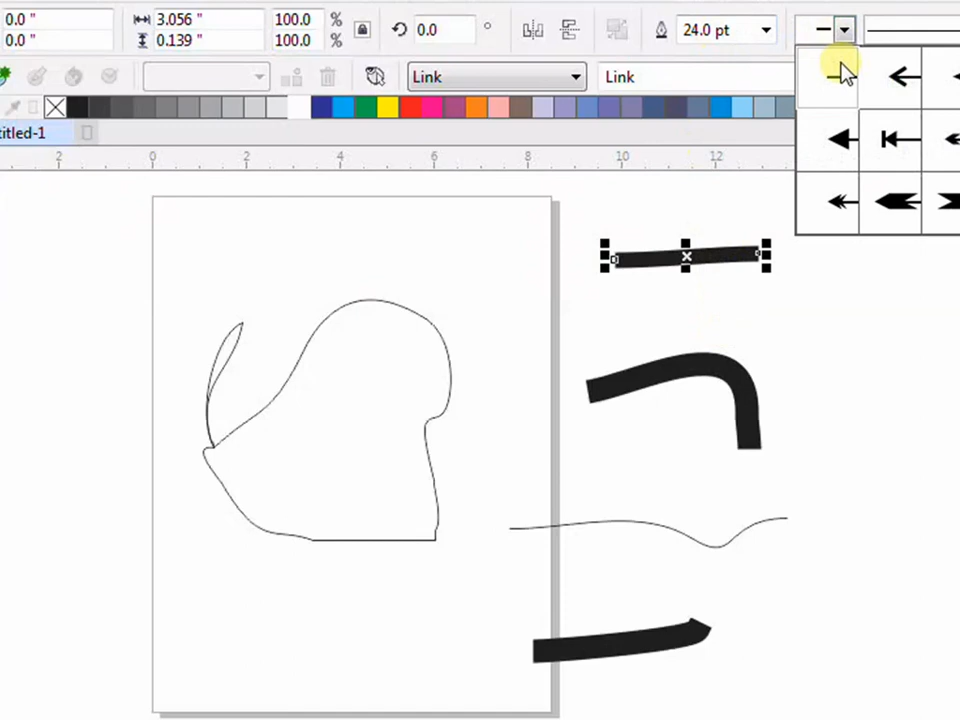 0.0 " 3.056 " 100.0 % 0.0 ° 24.0 pt
0.0 " 0.139 " 100.0 %
Link Link
titled-1
2 0 2 4 6 8 10 12